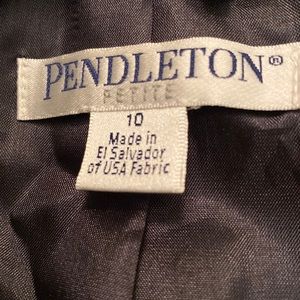 PENDLETON®
PETITE
10
Made in
El Salvador
of USA Fabric